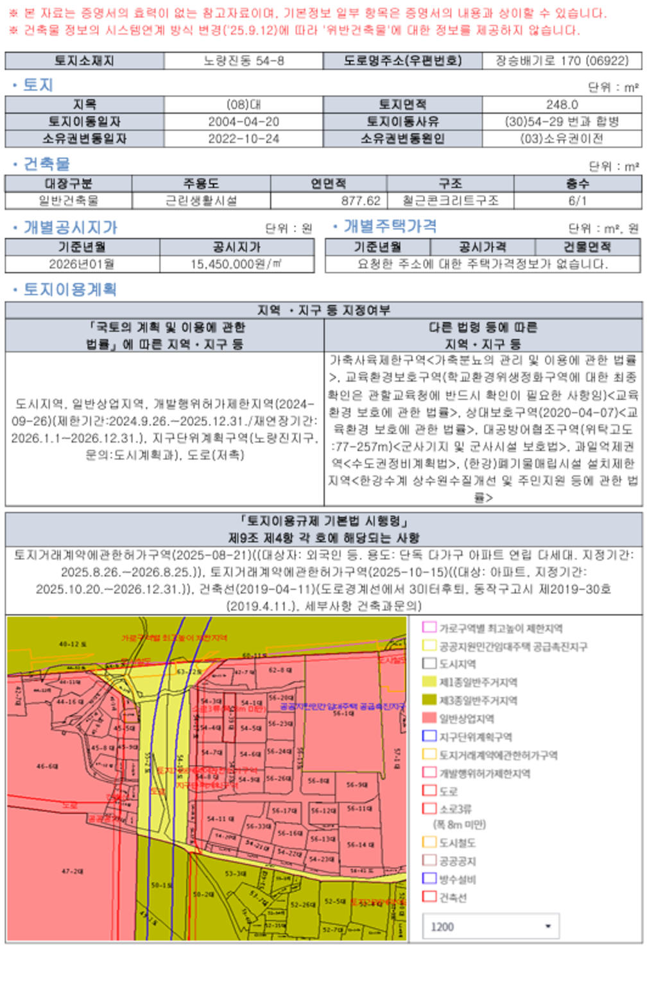 ※ 본 자료는 증명서의 효력이 없는 참고자료이며, 기본정보 일부 항목은 증명서의 내용과 상이할 수 있습니다.
※ 건축물 정보의 시스템연계 방식 변경('25.9.12)에 따라 '위반건축물'에 대한 정보를 제공하지 않습니다.
토지소재지 노량진동 54-8 도로명주소(우편번호) 장승배기로 170 (06922)
• 토지 단위 : m²
지목 (08)대 토지면적 248.0
토지이동일자 2004-04-20 토지이동사유 (30)54-29 번과 합병
소유권변동일자 2022-10-24 소유권변동원인 (03)소유권이전
• 건축물 단위 : m²
대장구분 주용도 연면적 구조 층수
일반건축물 근린생활시설 877.62 철근콘크리트구조 6/1
• 개별공시지가 단위 : 원 • 개별주택가격 단위 : m², 원
기준년월 공시지가 기준년월 공시가격 건물면적
2026년01월 15,450,000원/㎡ 요청한 주소에 대한 주택가격정보가 없습니다.
• 토지이용계획
지역 ・지구 등 지정여부
「국토의 계획 및 이용에 관한
법률」에 따른 지역・지구 등
다른 법령 등에 따른
지역・지구 등
도시지역, 일반상업지역, 개발행위허가제한지역(2024-
09-26)(제한기간:2024.9.26.~2025.12.31./재연장기간:
2026.1.1~2026.12.31.), 지구단위계획구역(노량진지구,
문의:도시계획과), 도로(저촉)
가축사육제한구역<가축분뇨의 관리 및 이용에 관한 법률
>, 교육환경보호구역(학교환경위생정화구역에 대한 최종
확인은 관할교육청에 반드시 확인이 필요한 사항임)<교육
환경 보호에 관한 법률>, 상대보호구역(2020-04-07)<교
육환경 보호에 관한 법률>, 대공방어협조구역(위탁고도
:77-257m)<군사기지 및 군사시설 보호법>, 과밀억제권
역<수도권정비계획법>, (한강)폐기물매립시설 설치제한
지역<한강수계 상수원수질개선 및 주민지원 등에 관한 법
률>
「토지이용규제 기본법 시행령」
제9조 제4항 각 호에 해당되는 사항
토지거래계약에관한허가구역(2025-08-21)((대상자: 외국인 등, 용도: 단독 다가구 아파트 연립 다세대, 지정기간:
2025.8.26.~2026.8.25.)), 토지거래계약에관한허가구역(2025-10-15)((대상: 아파트, 지정기간:
2025.10.20.~2026.12.31.)), 건축선(2019-04-11)(도로경계선에서 3미터후퇴, 동작구고시 제2019-30호
(2019.4.11.), 세부사항 건축과문의)
40-12 도
가로구역별 최고높이 제한지역
60-11도
63-12도
42-7대
62-8 대
44-11대
44-16 대
54-3대
54-1대
56-20대
56-1대
공공지원민간임대주택 공급촉진지구
소로3류(폭 8m 미만)
54-4대
54-5대
56-23대
45-5대
45-8 대
45-9대
54-7대
56-24대
46-6대
54-8 대
54-9대
56-26대
56-8대
56-9대
57-1대
지구단위계획구역
도로
도로
56-17대
56-12대
56-11대
54-11 대
56-33대
56-16대
56-13대
56-14 대
54-20대
54-21대
54-22대
54-23대
47-2대
53-3대
50-1도
50-2대
52-26대
52-5대
52-7대
가로구역별 최고높이 제한지역
공공지원민간임대주택 공급촉진지구
도시지역
제1종일반주거지역
제3종일반주거지역
일반상업지역
지구단위계획구역
토지거래계약에관한허가구역
개발행위허가제한지역
도로
소로3류
(폭 8m 미만)
도시철도
공공공지
방수설비
건축선
1200